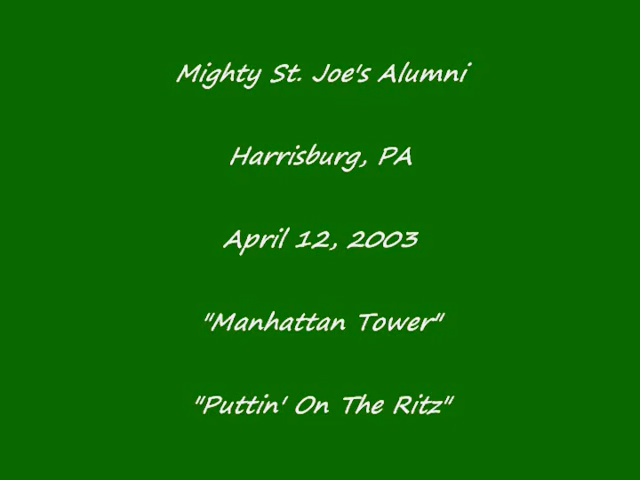 Mighty St. Joe's Alumni
Harrisburg, PA
April 12, 2003
"Manhattan Tower"
"Puttin' On The Ritz"